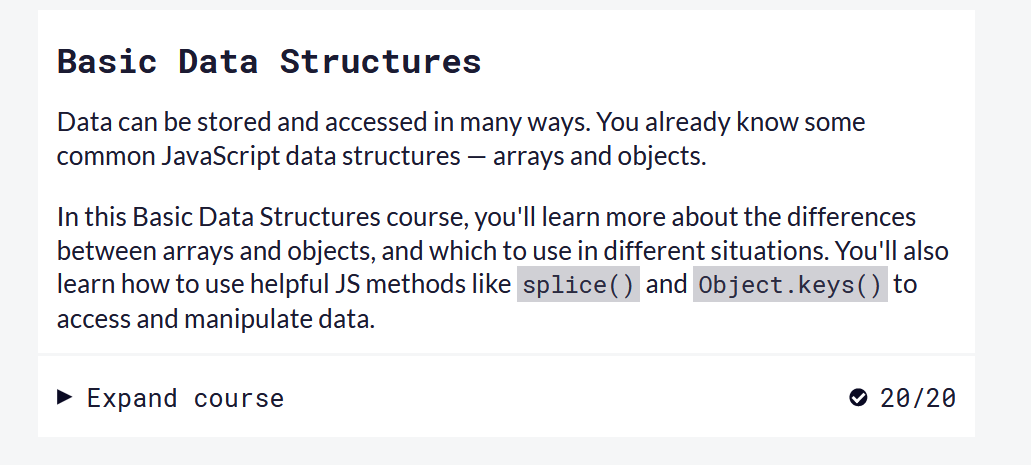 Basic Data Structures
Data can be stored and accessed in many ways. You already know some
common JavaScript data structures — arrays and objects.
In this Basic Data Structures course, you'll learn more about the differences
between arrays and objects, and which to use in different situations. You'll also
learn how to use helpful JS methods like splice() and Object.keys() to
access and manipulate data.
Expand course 20/20